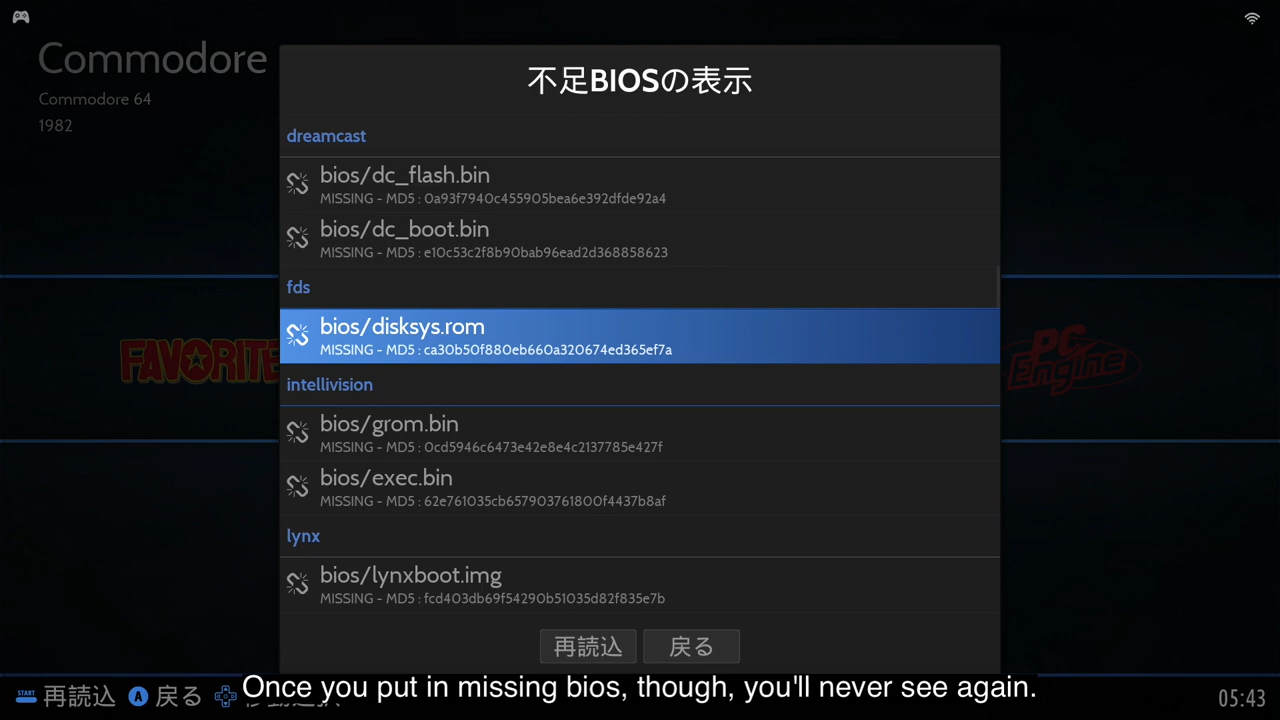 Commodore
Commodore 64
1982
不足BIOSの表示
dreamcast
bios/dc_flash.bin
MISSING - MD5 : 0a93f7940c455905bea6e392dfde92a4
bios/dc_boot.bin
MISSING - MD5 : e10c53c2f8b90bab96ead2d368858623
fds
bios/disksys.rom
MISSING - MD5 : ca30b50f880eb660a320674ed365ef7a
intellivision
bios/grom.bin
MISSING - MD5 : 0cd5946c6473e42e8e4c2137785e427f
bios/exec.bin
MISSING - MD5 : 62e761035cb657903761800f4437b8af
lynx
bios/lynxboot.img
MISSING - MD5 : fcd403db69f54290b51035d82f835e7b
FAVORITE
PC Engine
再読込 戻る
START 再読込 A 戻る
Once you put in missing bios, though, you'll never see again.
05:43